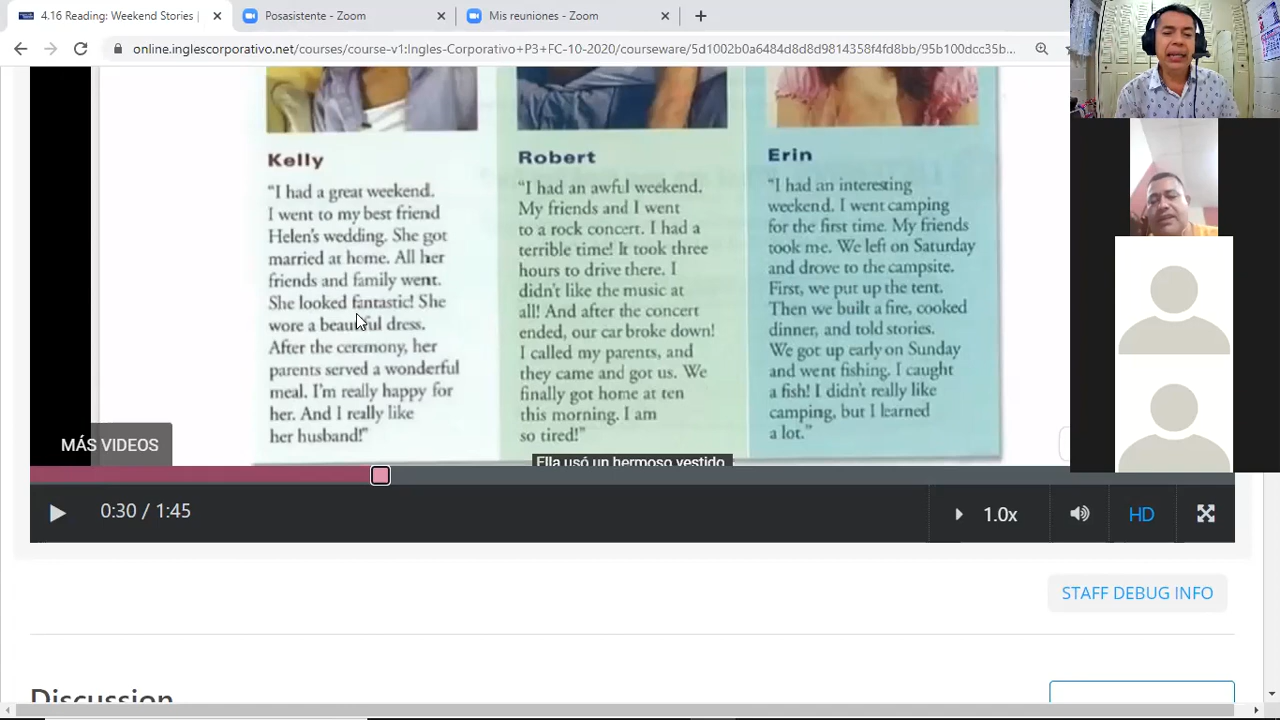 4.16 Reading: Weekend Stories |
Posasistente - Zoom
Mis reuniones - Zoom
online.inglescorporativo.net/courses/course-v1:Ingles-Corporativo+P3+FC-10-2020/courseware/
Kelly
"I had a great weekend.
I went to my best friend
Helen's wedding. She got
married at home. All her
friends and family went.
She looked fantastic! She
wore a beautiful dress.
After the ceremony, her
parents served a wonderful
meal. I'm really happy for
her. And I really like
her husband!"
Robert
"I had an awful weekend.
My friends and I went
to a rock concert. I had a
terrible time! It took three
hours to drive there. I
didn't like the music at
all! And after the concert
ended, our car broke down!
I called my parents, and
they came and got us. We
finally got home at ten
this morning. I am
so tired!"
Erin
"I had an interesting
weekend. I went camping
for the first time. My friends
took me. We left on Saturday
and drove to the campsite.
First, we put up the tent.
Then we built a fire, cooked
dinner, and told stories.
We got up early on Sunday
and went fishing. I caught
a fish! I didn't really like
camping, but I learned
a lot."
MÁS VIDEOS
Ella usó un hermoso vestido
0:30 / 1:45
1.0x
HD
STAFF DEBUG INFO
Discussion